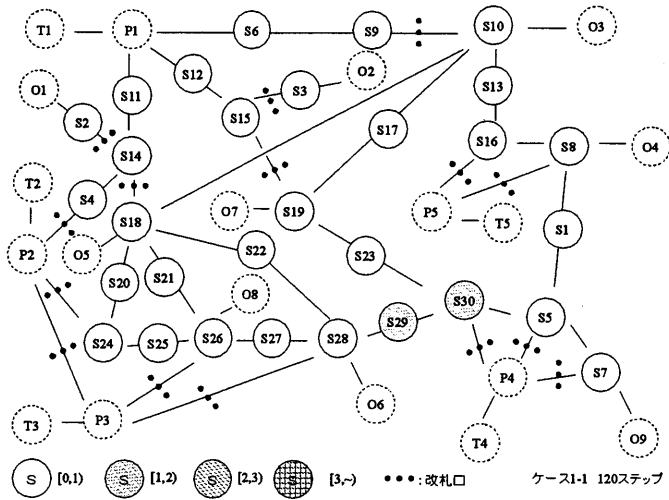 T1 P1 S6 S9 S10 O3
S12 O2
O1 S11 S3 S13
S2 S15 S17
S14 S16 S8 O4
T2 S4
O7 S19 P5 T5
S18 S1
P2 O5 S22 S23
S20 S21 O8
S30
S29 S5
S24 S25 S26 S27 S28
P4 S7
P3 O6
T3 T4 O9
S [0,1) S [1,2) S [2,3) S [3,~) •••:改札口 ケース1-1 120ステップ